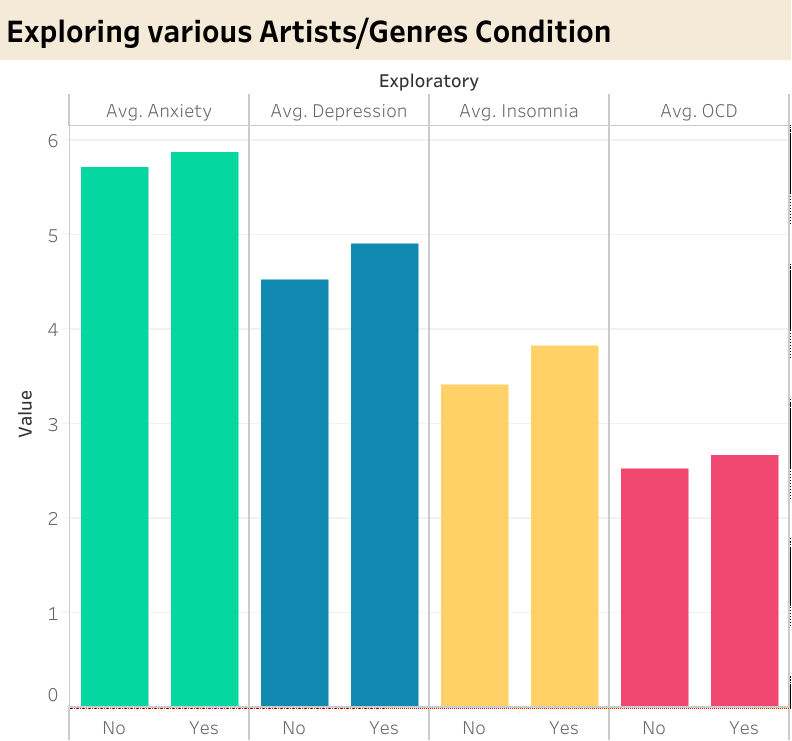 Exploring various Artists/Genres Condition
Exploratory
Avg. Anxiety Avg. Depression Avg. Insomnia Avg. OCD
6
5
4
3
2
1
0
Value
No Yes No Yes No Yes No Yes